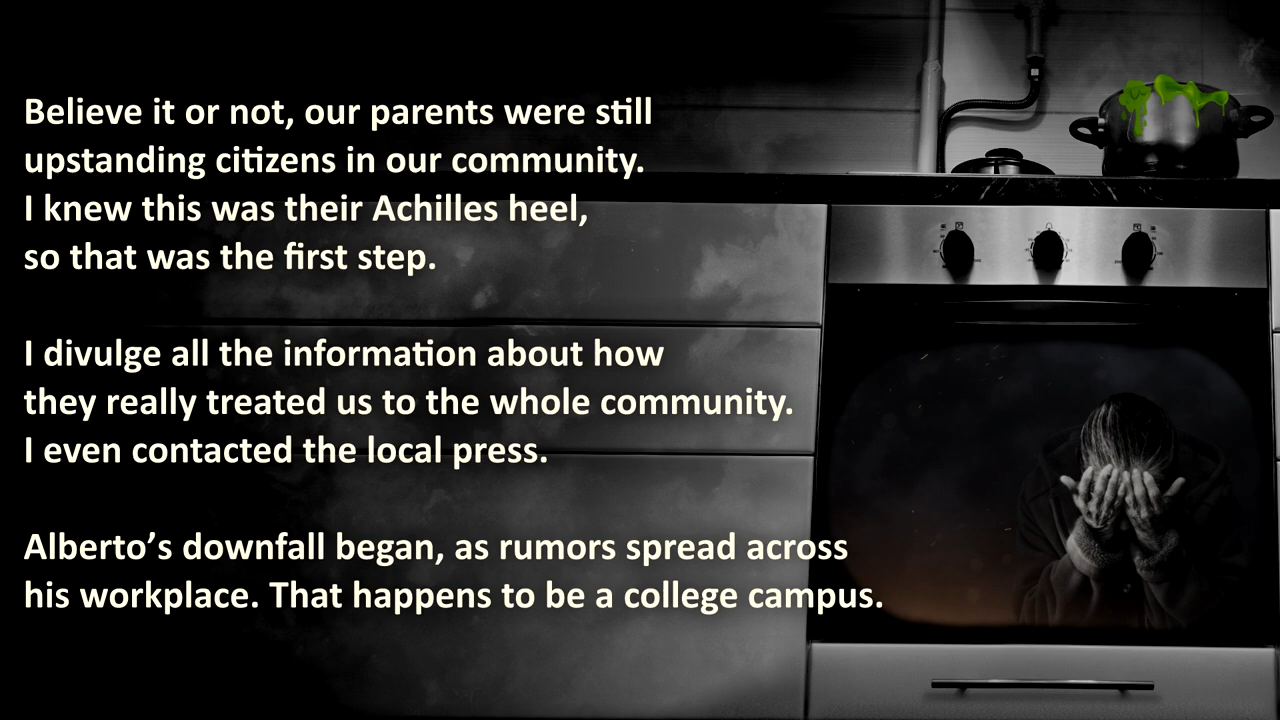 Believe it or not, our parents were still
upstanding citizens in our community.
I knew this was their Achilles heel,
so that was the first step.
I divulge all the information about how
they really treated us to the whole community.
I even contacted the local press.
Alberto’s downfall began, as rumors spread across
his workplace. That happens to be a college campus.